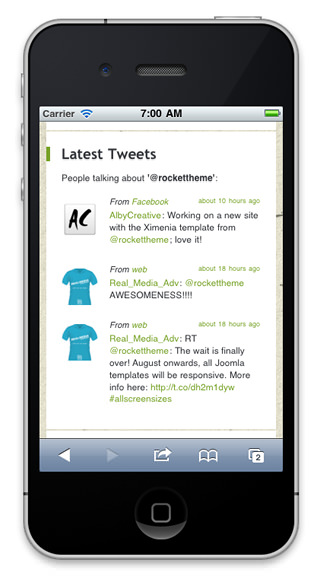 Carrier 7:00 AM
Latest Tweets
People talking about '@rockettheme':
From Facebook about 10 hours ago
AC
AlbyCreative: Working on a new site
with the Ximenia template from
@rockettheme; love it!
From web about 18 hours ago
Real_Media_Adv: @rockettheme
AWESOMENESS!!!!
From web about 18 hours ago
Real_Media_Adv: RT
@rockettheme: The wait is finally
over! August onwards, all Joomla
templates will be responsive. More
info here: http://t.co/dh2m1dyw
#allscreensizes
2